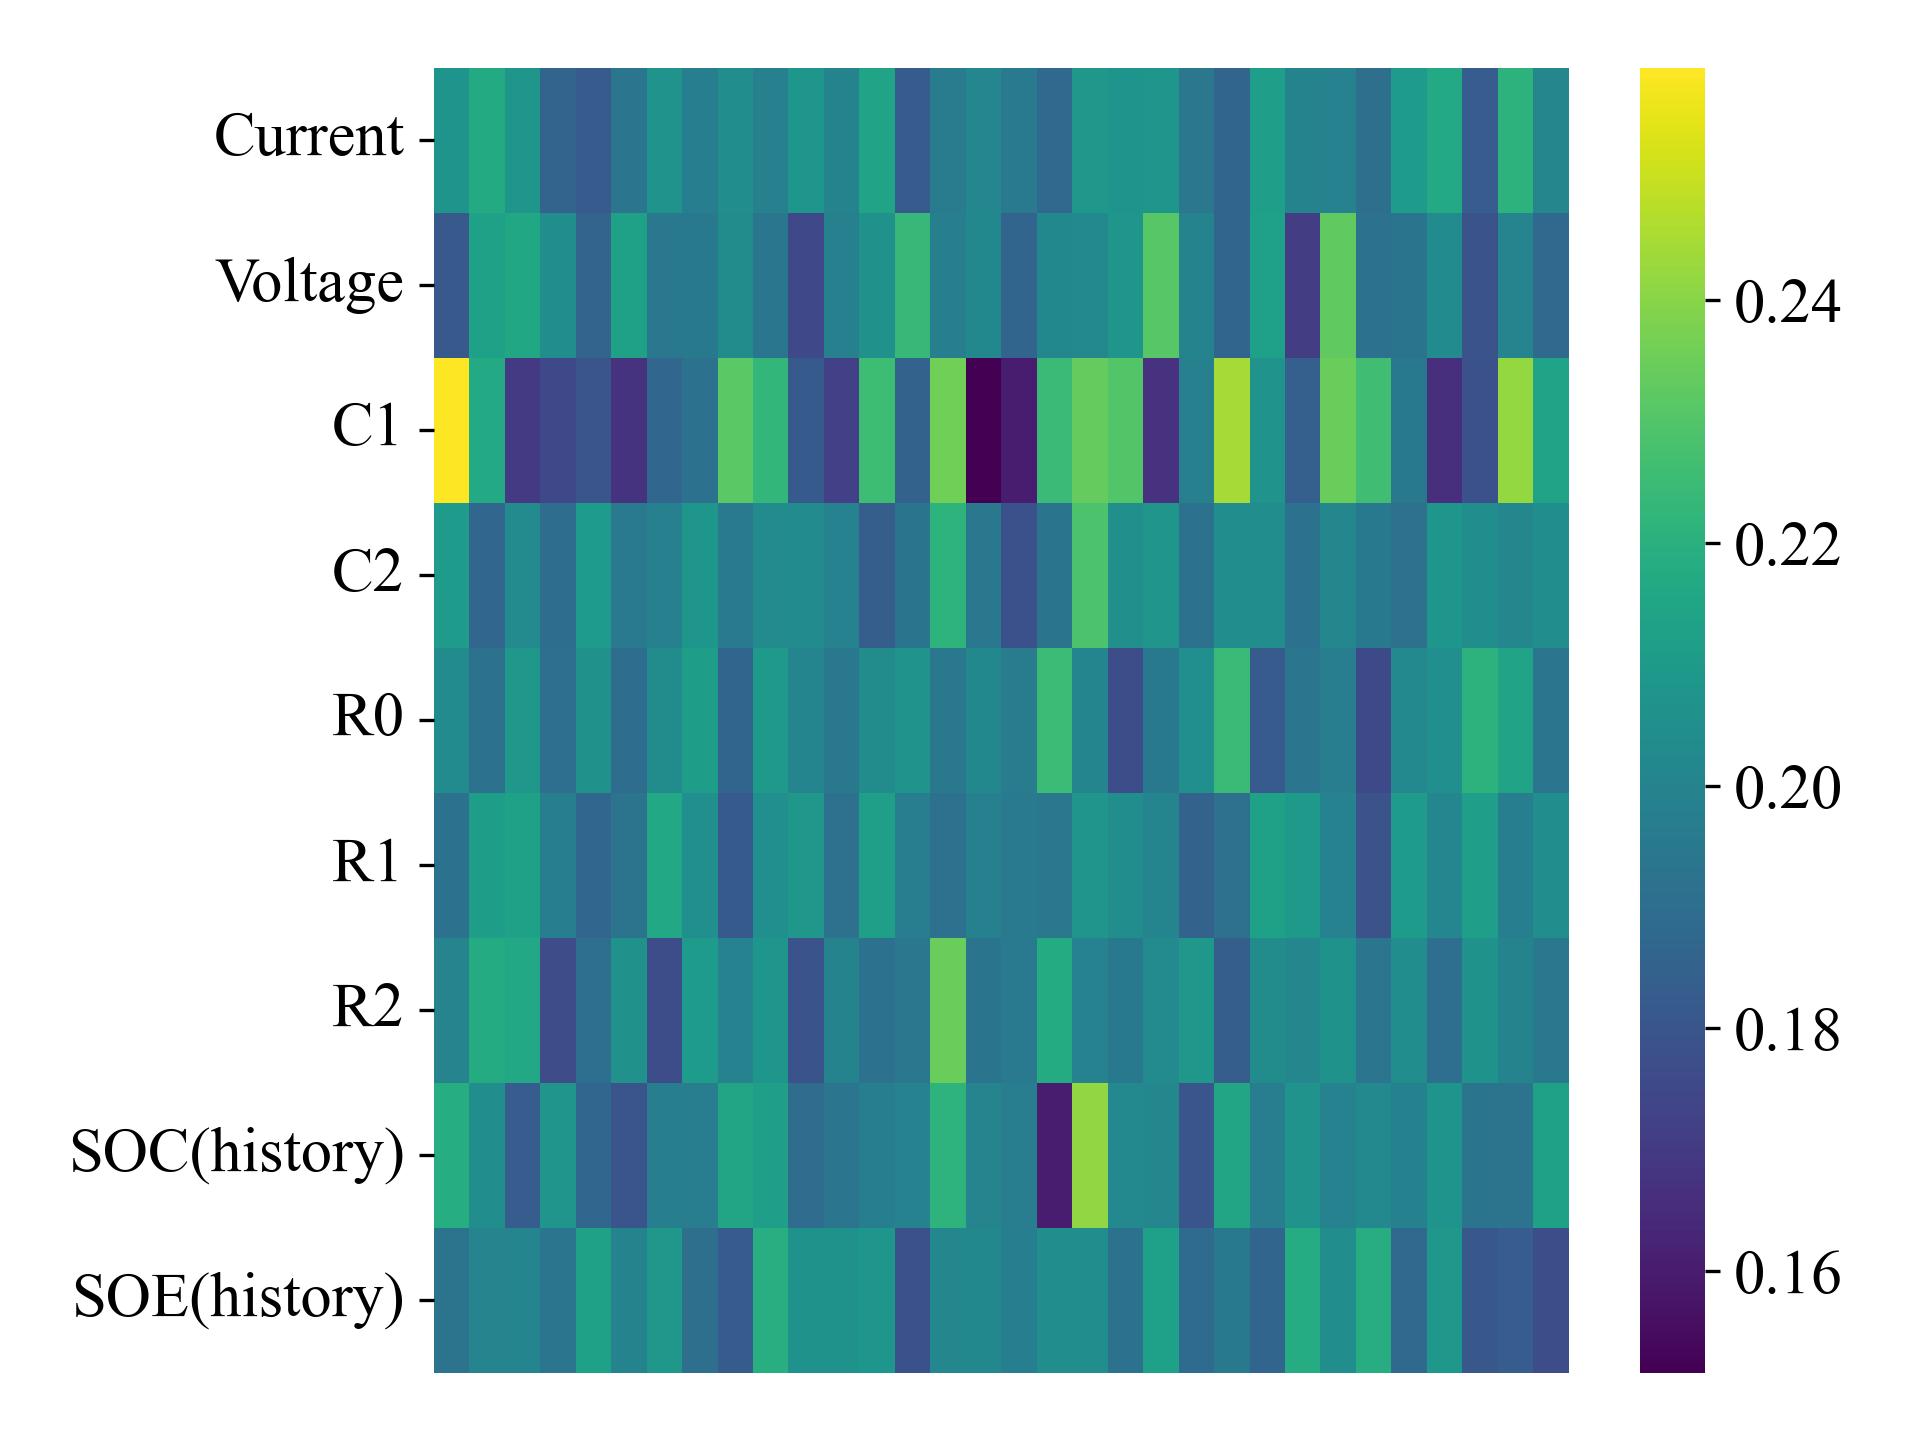 Current
Voltage
C1
C2
R0
R1
R2
SOC(history)
SOE(history)
0.24
0.22
0.20
0.18
0.16